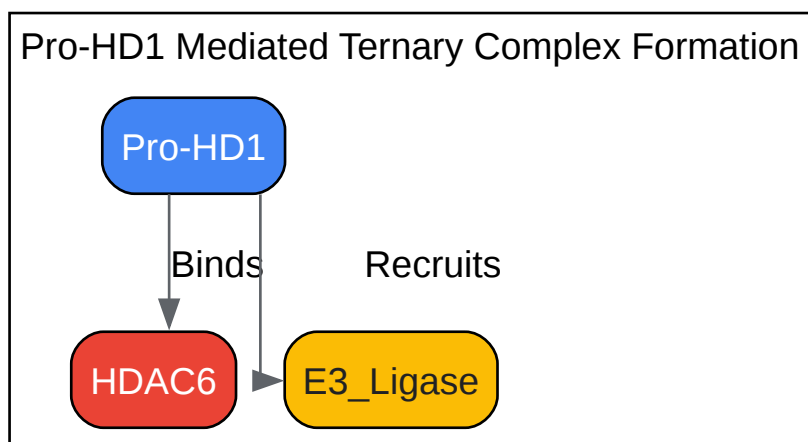 Pro-HD1 Mediated Ternary Complex Formation
Pro-HD1
Binds
Recruits
HDAC6
E3_Ligase